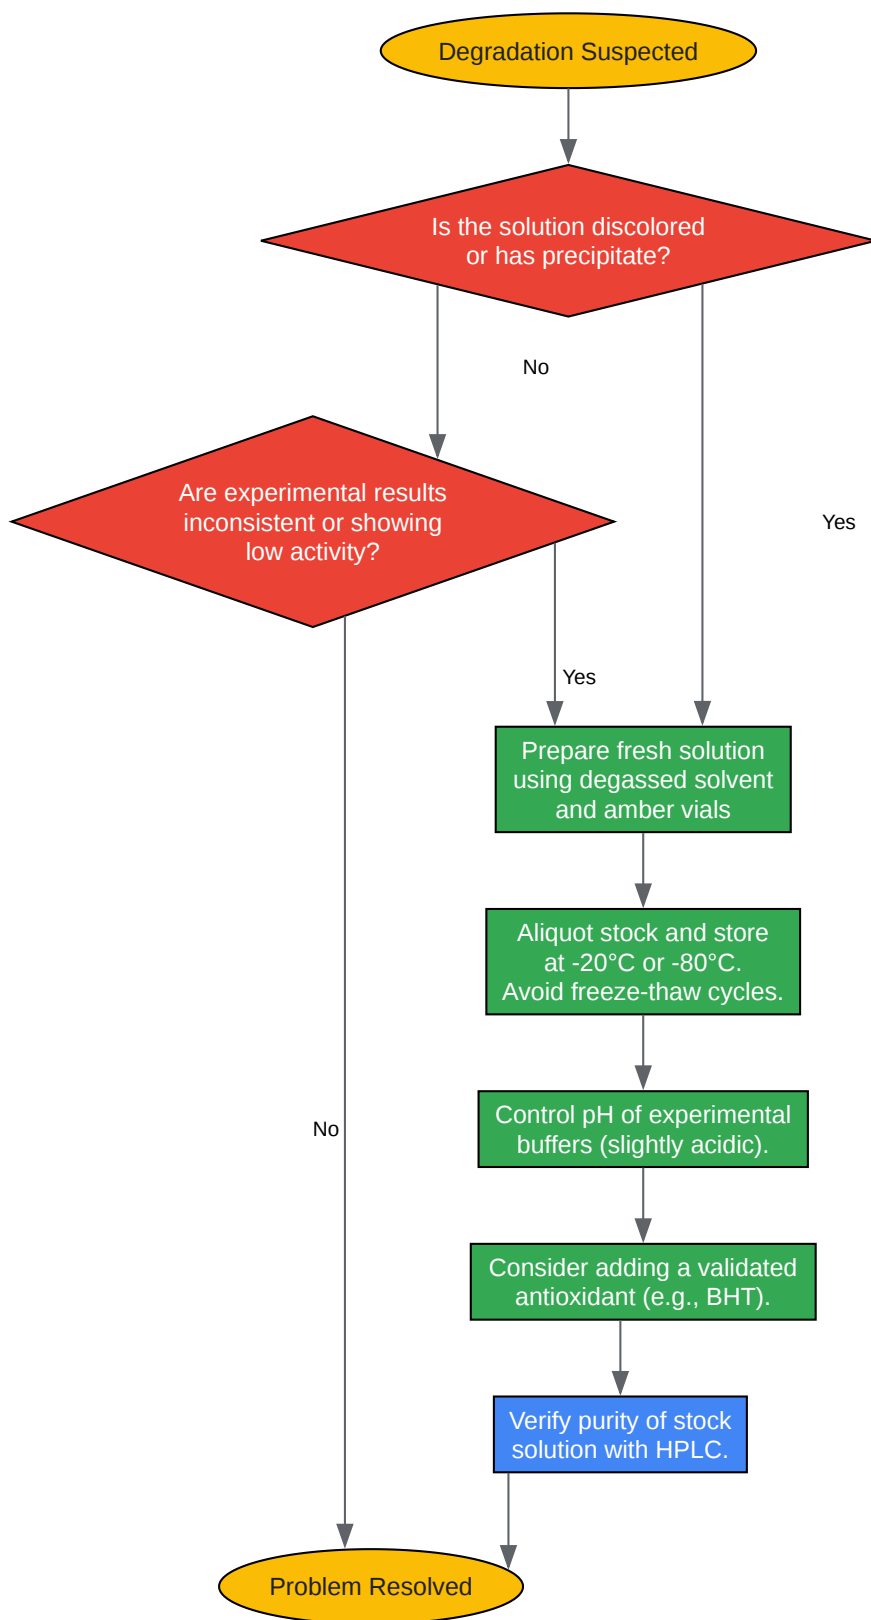 Degradation Suspected
Is the solution discolored
or has precipitate?
No
Are experimental results
inconsistent or showing
low activity?
Yes
Yes
Prepare fresh solution
using degassed solvent
and amber vials
Aliquot stock and store
at -20°C or -80°C.
Avoid freeze-thaw cycles.
Control pH of experimental
buffers (slightly acidic).
No
Consider adding a validated
antioxidant (e.g., BHT).
Verify purity of stock
solution with HPLC.
Problem Resolved